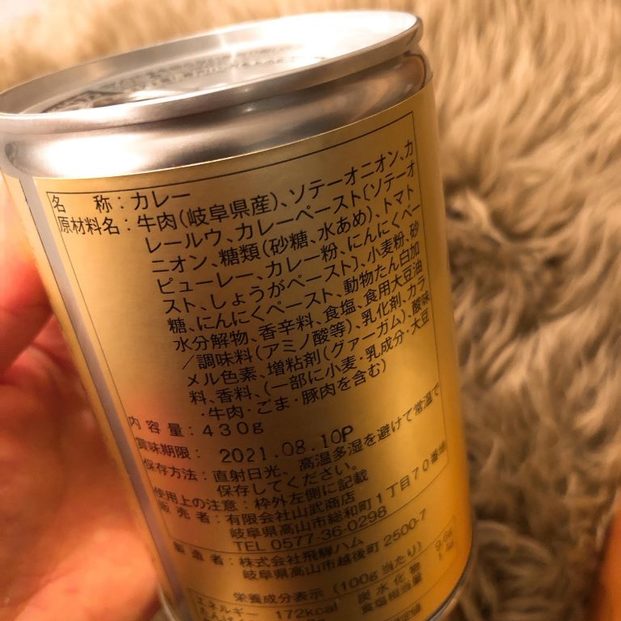 名 称：カレー
原材料名：牛肉(岐阜県産)、ソテーオニオン、カ
レールウ、カレーペースト(ソテーオ
ニオン、糖類(砂糖、水あめ)、トマト
ピューレー、カレー粉、にんにくペー
スト、しょうがペースト)、小麦粉、砂
糖、にんにくペースト、動物たん白加
水分解物、香辛料、食塩、食用大豆油
/調味料(アミノ酸等)、乳化剤、カラ
メル色素、増粘剤(グァーガム)、酸味
料、香料、(一部に小麦・乳成分・大豆
・牛肉・ごま・豚肉を含む)
内 容 量：430g
賞味期限： 2021.08.10P
保存方法：直射日光、高温多湿を避けて常温で
保存してください。
使用上の注意：枠外左側に記載
販 売 者：有限会社山武商店
岐阜県高山市総和町1丁目70番地
TEL 0577-36-0298
製 造 者：株式会社飛騨ハム
岐阜県高山市越後町2500-7
栄養成分表示(100g当たり)
エネルギー 172kcal 炭水化物
食塩相当量